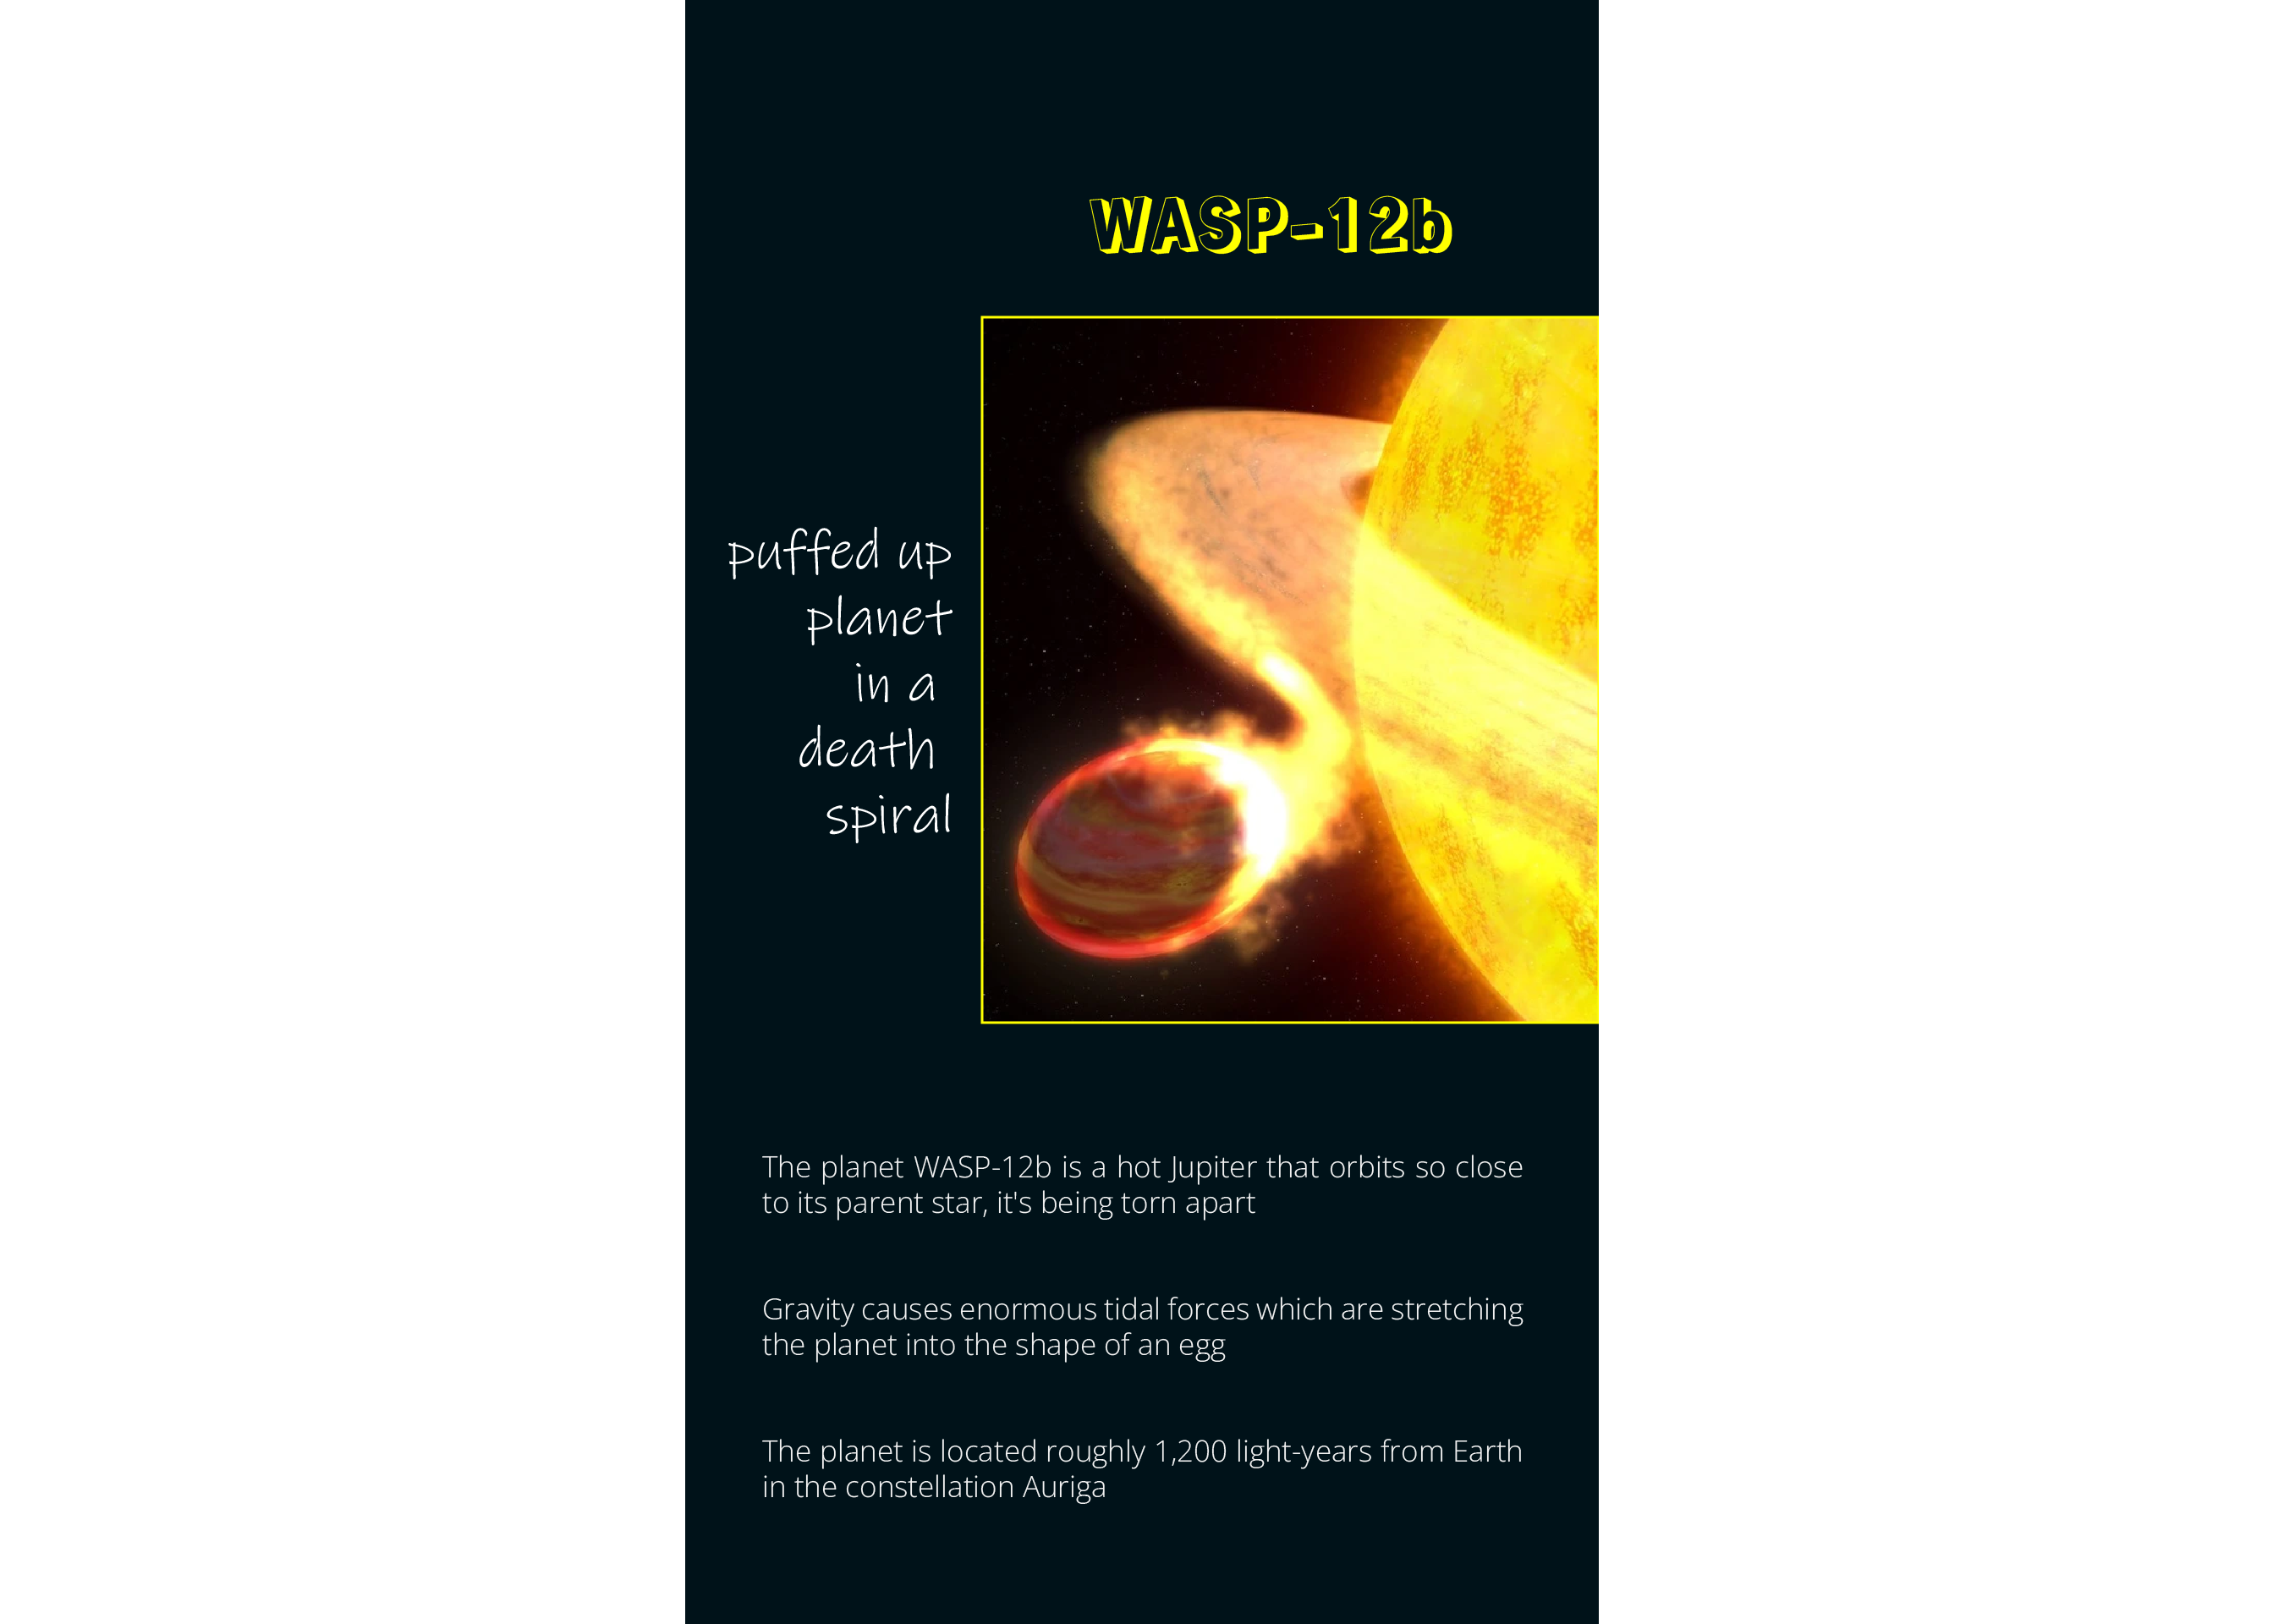 WASP-12b
puffed up
planet
in a
death
spiral
The planet WASP-12b is a hot Jupiter that orbits so close
to its parent star, it's being torn apart
Gravity causes enormous tidal forces which are stretching
the planet into the shape of an egg
The planet is located roughly 1,200 light-years from Earth
in the constellation Auriga